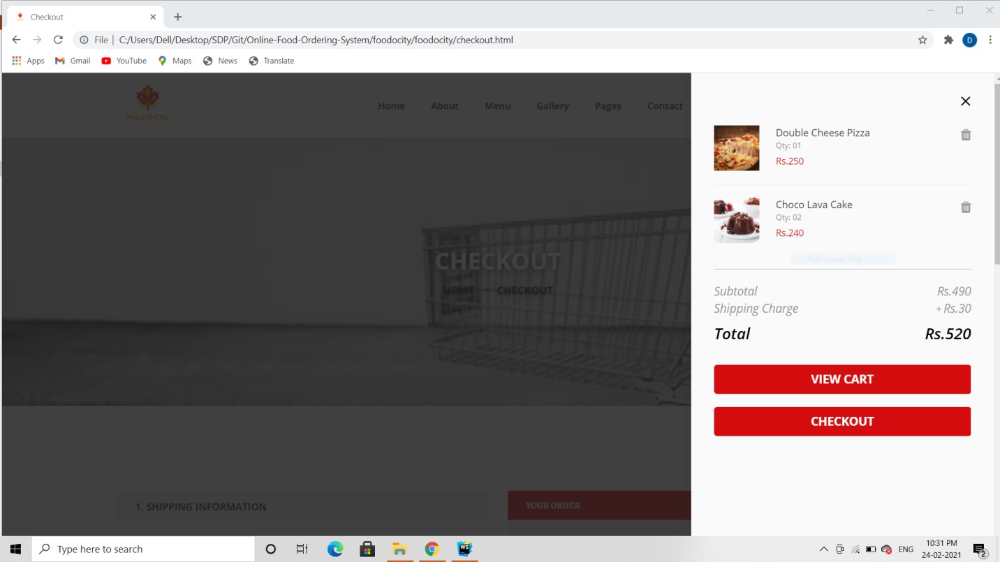 Checkout
File | C:/Users/Dell/Desktop/SDP/Git/Online-Food-Ordering-System/foodocity/foodocity/checkout.html
D
Apps Gmail YouTube Maps News Translate
Food O City
Home About Menu Gallery Pages Contact
CHECKOUT
HOME → CHECKOUT
1. SHIPPING INFORMATION
YOUR ORDER
Double Cheese Pizza
Qty: 01
Rs.250
Choco Lava Cake
Qty: 02
Rs.240
Full-screen Snip
Subtotal Rs.490
Shipping Charge + Rs.30
Total Rs.520
VIEW CART
CHECKOUT
Type here to search
WS
ENG
10:31 PM
24-02-2021
2